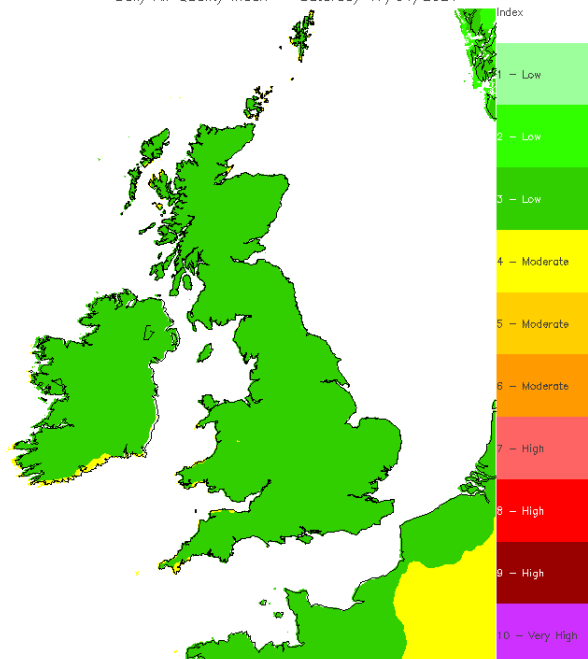 Index
1 - Low
2 - Low
3 - Low
4 - Moderate
5 - Moderate
6 - Moderate
7 - High
8 - High
9 - High
10 - Very High